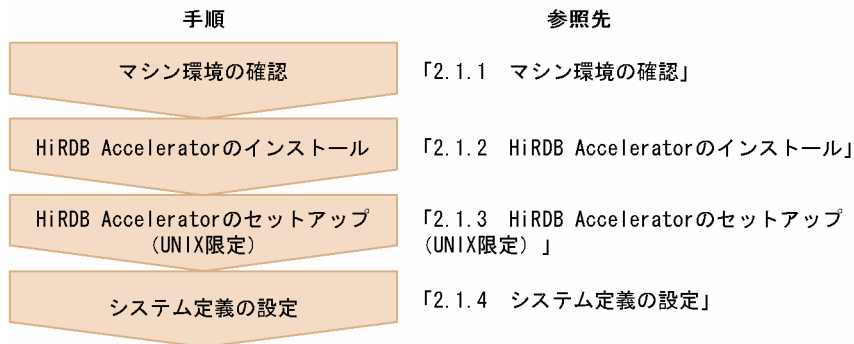 手順　参照先
マシン環境の確認　「2.1.1　マシン環境の確認」
HiRDB Acceleratorのインストール　「2.1.2　HiRDB Acceleratorのインストール」
HiRDB Acceleratorのセットアップ　「2.1.3　HiRDB Acceleratorのセットアップ
（UNIX限定）　（UNIX限定）」
システム定義の設定　「2.1.4　システム定義の設定」